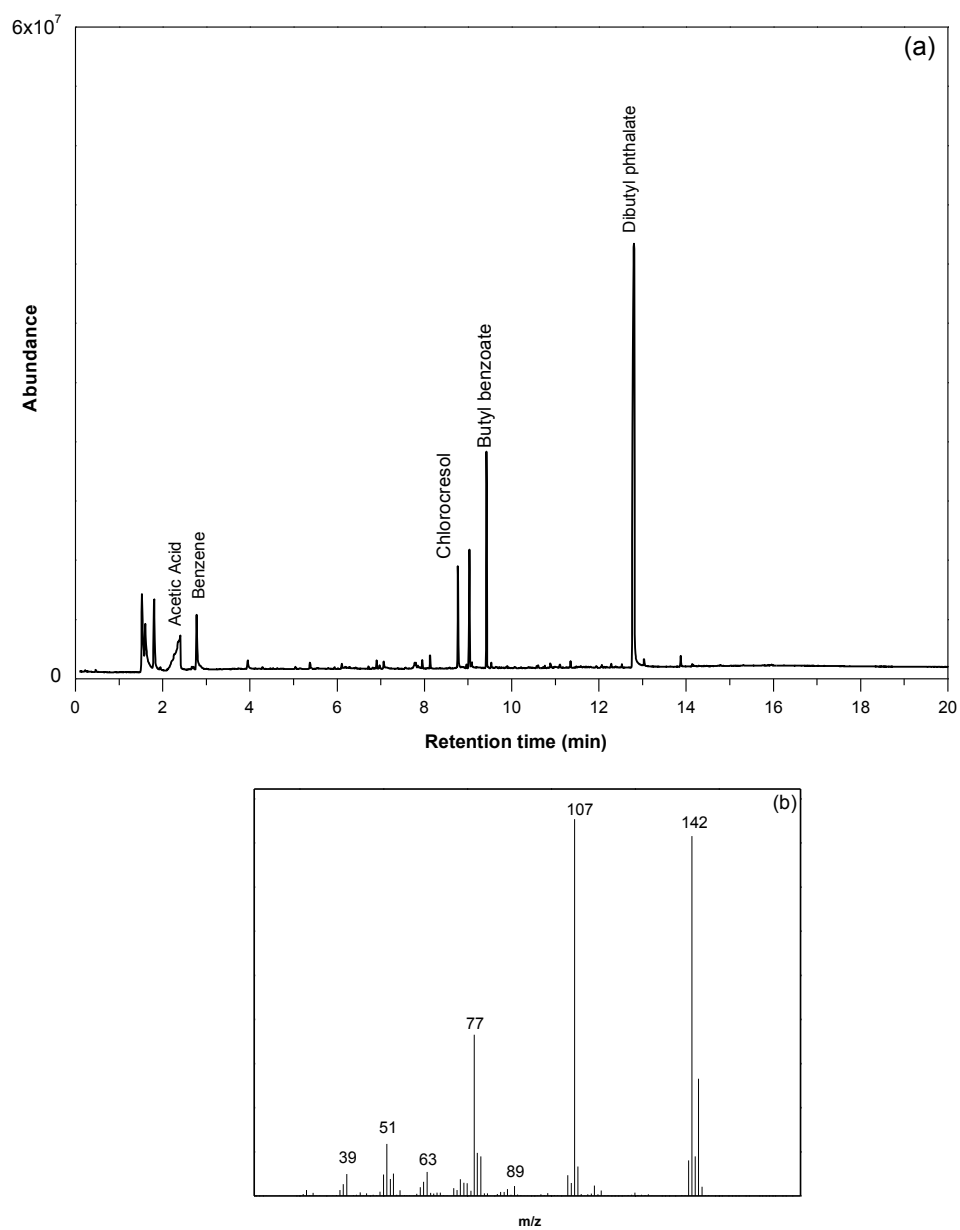 6x10⁷
(a)
Dibutyl phthalate
Butyl benzoate
Chlorocresol
Acetic Acid
Benzene
Abundance
0
0 2 4 6 8 10 12 14 16 18 20
Retention time (min)
(b)
107
142
77
51
39
63
89
m/z